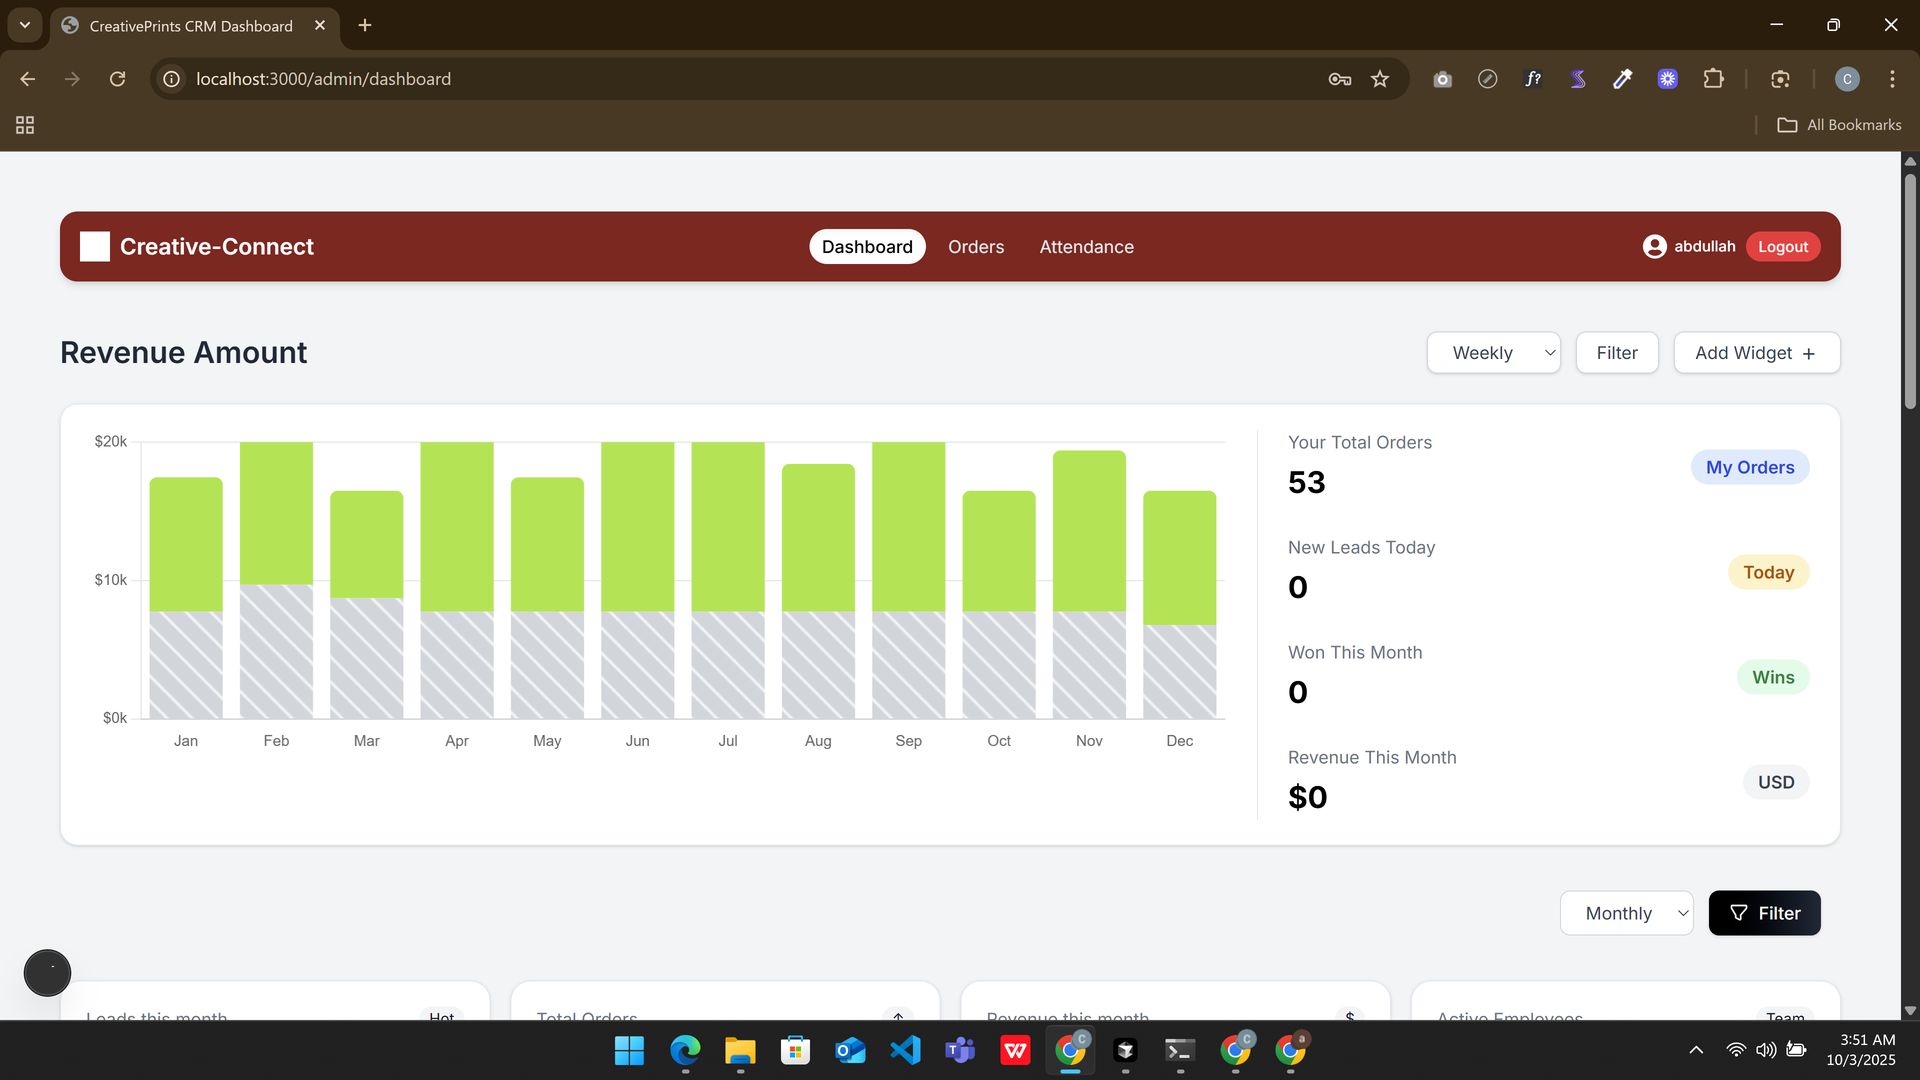 CreativePrints CRM Dashboard
localhost:3000/admin/dashboard
f?
C
All Bookmarks
Creative-Connect
Dashboard
Orders
Attendance
abdullah
Logout
Revenue Amount
Weekly
Filter
Add Widget +
$20k
$10k
$0k
Jan
Feb
Mar
Apr
May
Jun
Jul
Aug
Sep
Oct
Nov
Dec
Your Total Orders
53
My Orders
New Leads Today
0
Today
Won This Month
0
Wins
Revenue This Month
$0
USD
Monthly
Filter
Leads this month
Hot
Total Orders
↑
Revenue this month
$
Active Employees
Team
T
W
C
C
a
3:51 AM
10/3/2025